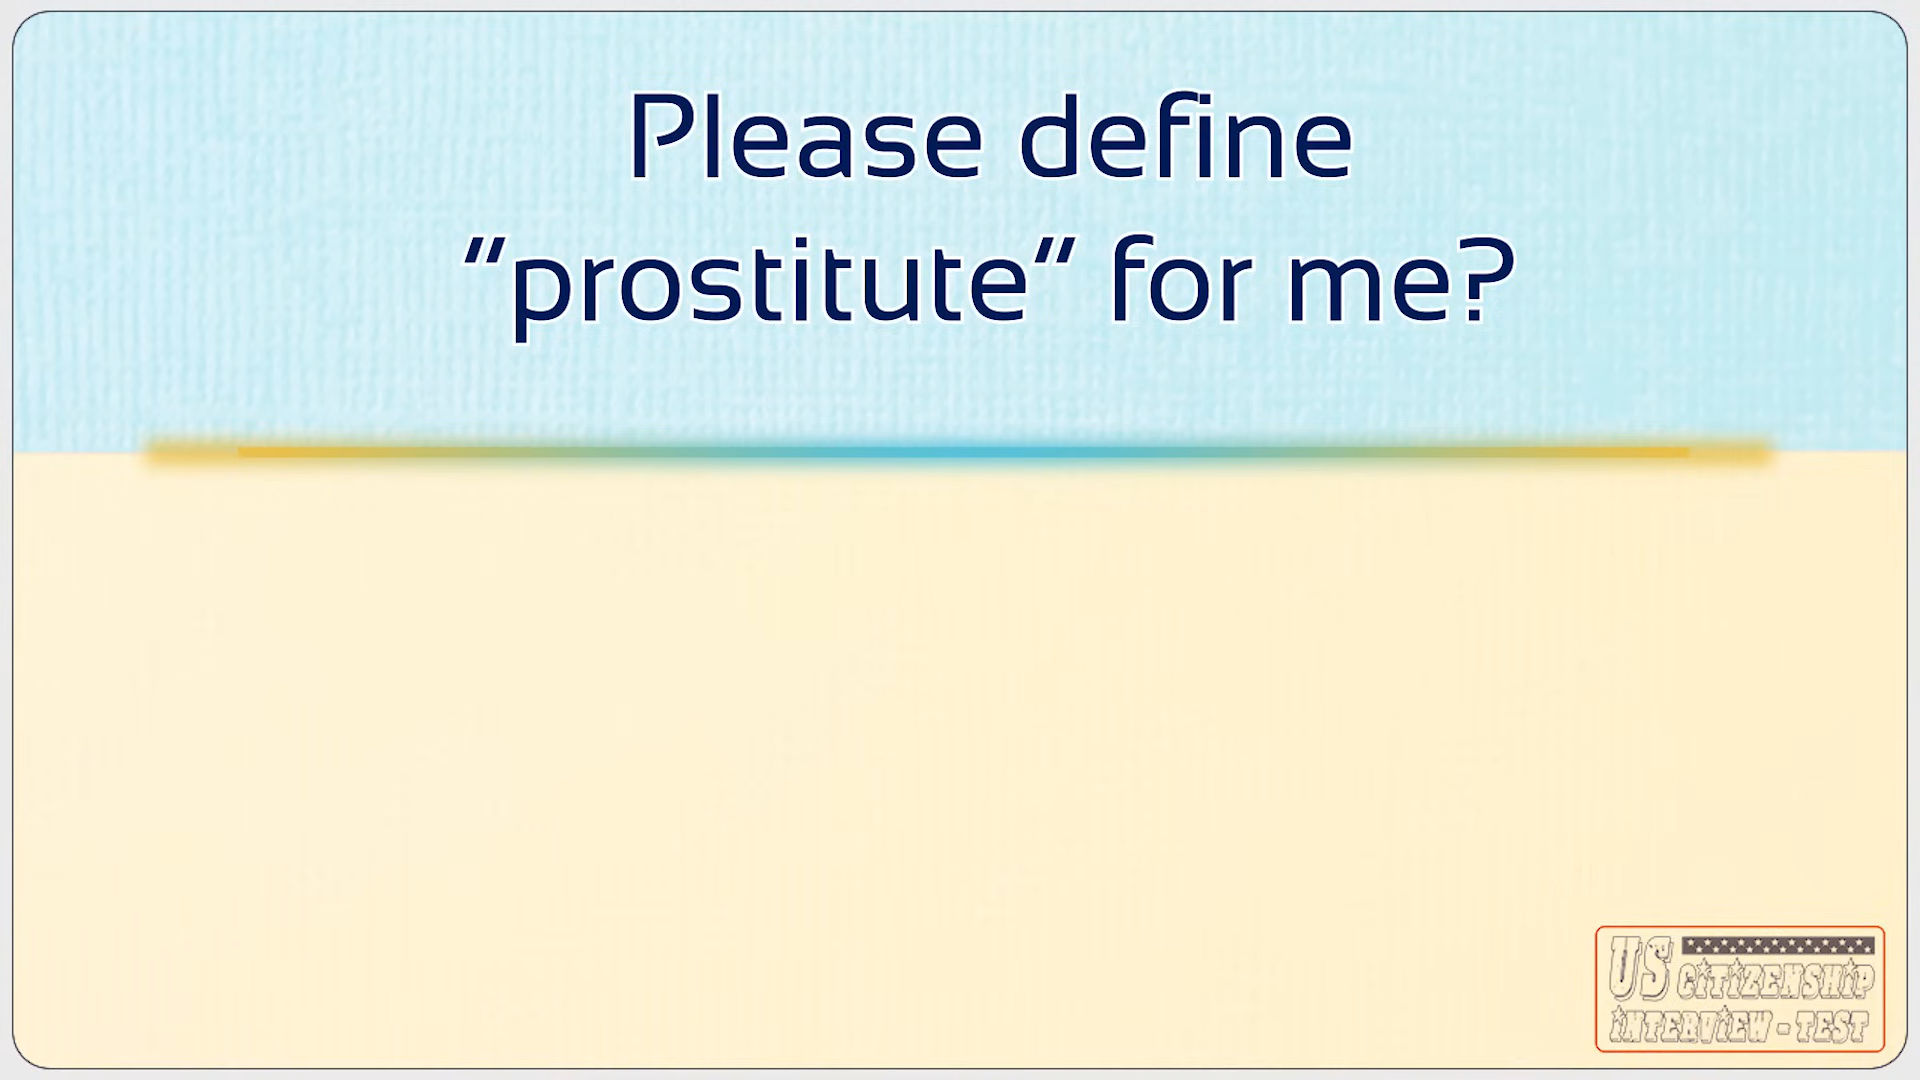 Please define
"prostitute" for me?
US CITIZENSHIP
INTERVIEW - TEST